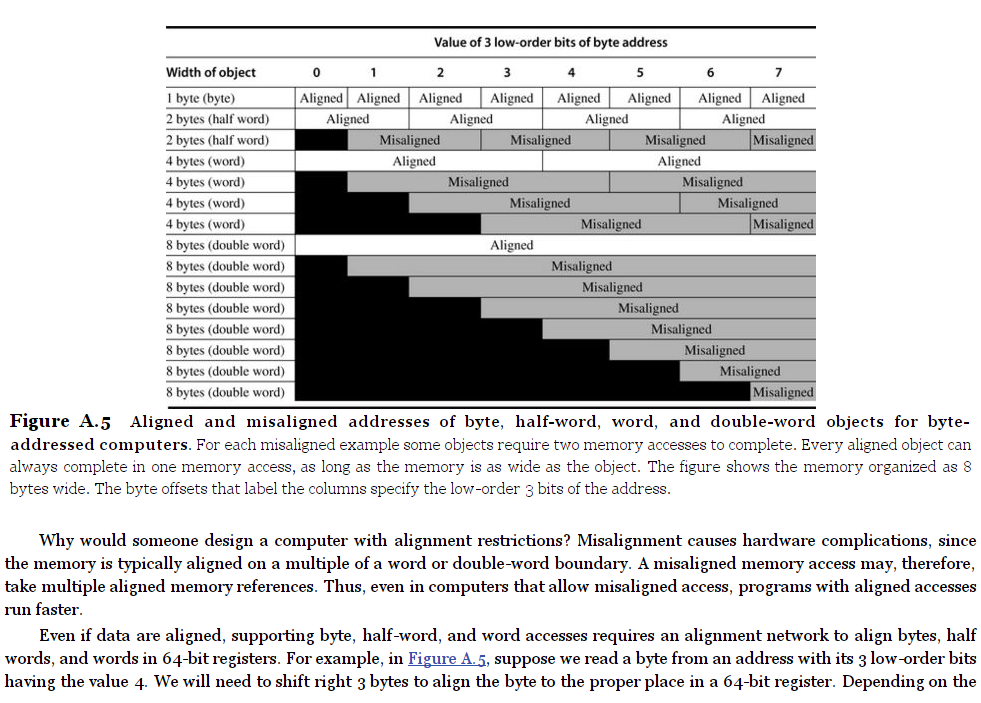 Value of 3 low-order bits of byte address
Width of object 0 1 2 3 4 5 6 7
1 byte (byte) Aligned Aligned Aligned Aligned Aligned Aligned Aligned Aligned
2 bytes (half word) Aligned Aligned Aligned Aligned
2 bytes (half word) Misaligned Misaligned Misaligned Misaligned
4 bytes (word) Aligned Aligned
4 bytes (word) Misaligned Misaligned
4 bytes (word) Misaligned Misaligned
4 bytes (word) Misaligned Misaligned
8 bytes (double word) Aligned
8 bytes (double word) Misaligned
8 bytes (double word) Misaligned
8 bytes (double word) Misaligned
8 bytes (double word) Misaligned
8 bytes (double word) Misaligned
8 bytes (double word) Misaligned
8 bytes (double word) Misaligned
Figure A.5 Aligned and misaligned addresses of byte, half-word, word, and double-word objects for byte-
addressed computers. For each misaligned example some objects require two memory accesses to complete. Every aligned object can
always complete in one memory access, as long as the memory is as wide as the object. The figure shows the memory organized as 8
bytes wide. The byte offsets that label the columns specify the low-order 3 bits of the address.
Why would someone design a computer with alignment restrictions? Misalignment causes hardware complications, since
the memory is typically aligned on a multiple of a word or double-word boundary. A misaligned memory access may, therefore,
take multiple aligned memory references. Thus, even in computers that allow misaligned access, programs with aligned accesses
run faster.
Even if data are aligned, supporting byte, half-word, and word accesses requires an alignment network to align bytes, half
words, and words in 64-bit registers. For example, in Figure A.5, suppose we read a byte from an address with its 3 low-order bits
having the value 4. We will need to shift right 3 bytes to align the byte to the proper place in a 64-bit register. Depending on the